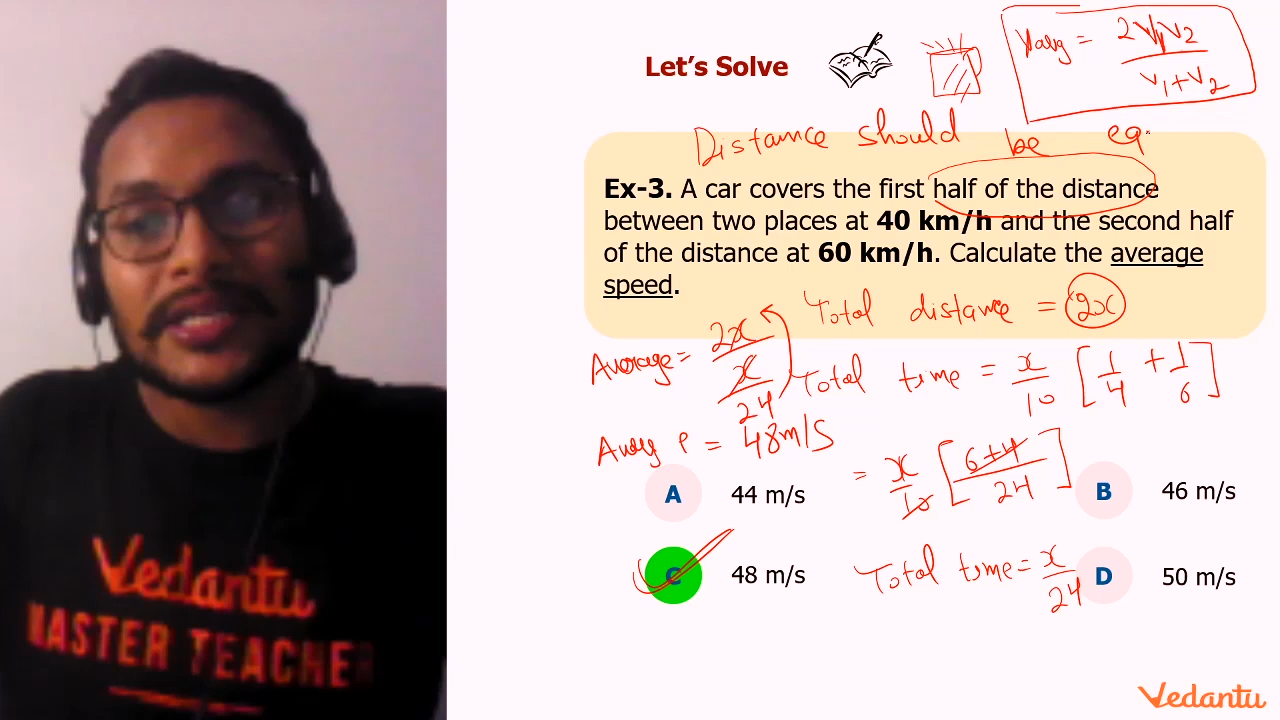 Let's Solve
Vavg = 2V1V2 / V1+V2
Distance should be eq
Ex-3. A car covers the first half of the distance
between two places at 40 km/h and the second half
of the distance at 60 km/h. Calculate the average
speed.
Total distance = 2x
Average = 2x / x/24
Total time = x/10 [1/4 + 1/6]
= 48m/s
= x/10 [6+4/24]
A 44 m/s
B 46 m/s
C 48 m/s
Total time = x/24
D 50 m/s
Vedantu
MASTER TEACHER
Vedantu